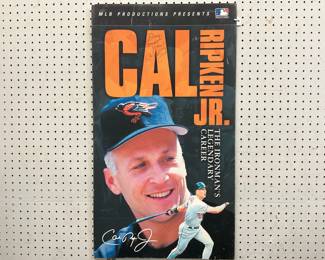 MLB PRODUCTIONS PRESENTS
CAL
RIPKEN
JR.
THE IRONMAN'S
LEGENDARY
CAREER